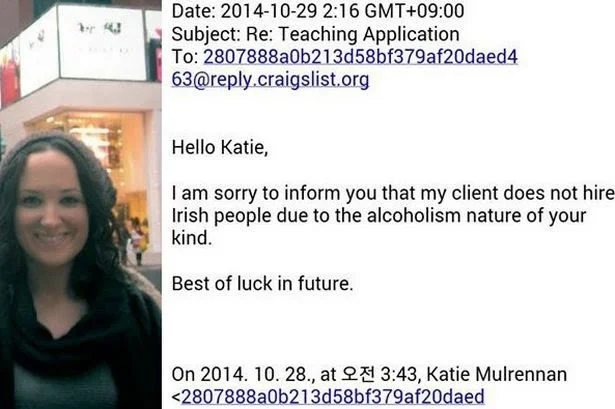 Date: 2014-10-29 2:16 GMT+09:00
Subject: Re: Teaching Application
To: 2807888a0b213d58bf379af20daed4
63@reply.craigslist.org
Hello Katie,
I am sorry to inform you that my client does not hire
Irish people due to the alcoholism nature of your
kind.
Best of luck in future.
On 2014. 10. 28., at 오전 3:43, Katie Mulrennan
<2807888a0b213d58bf379af20daed